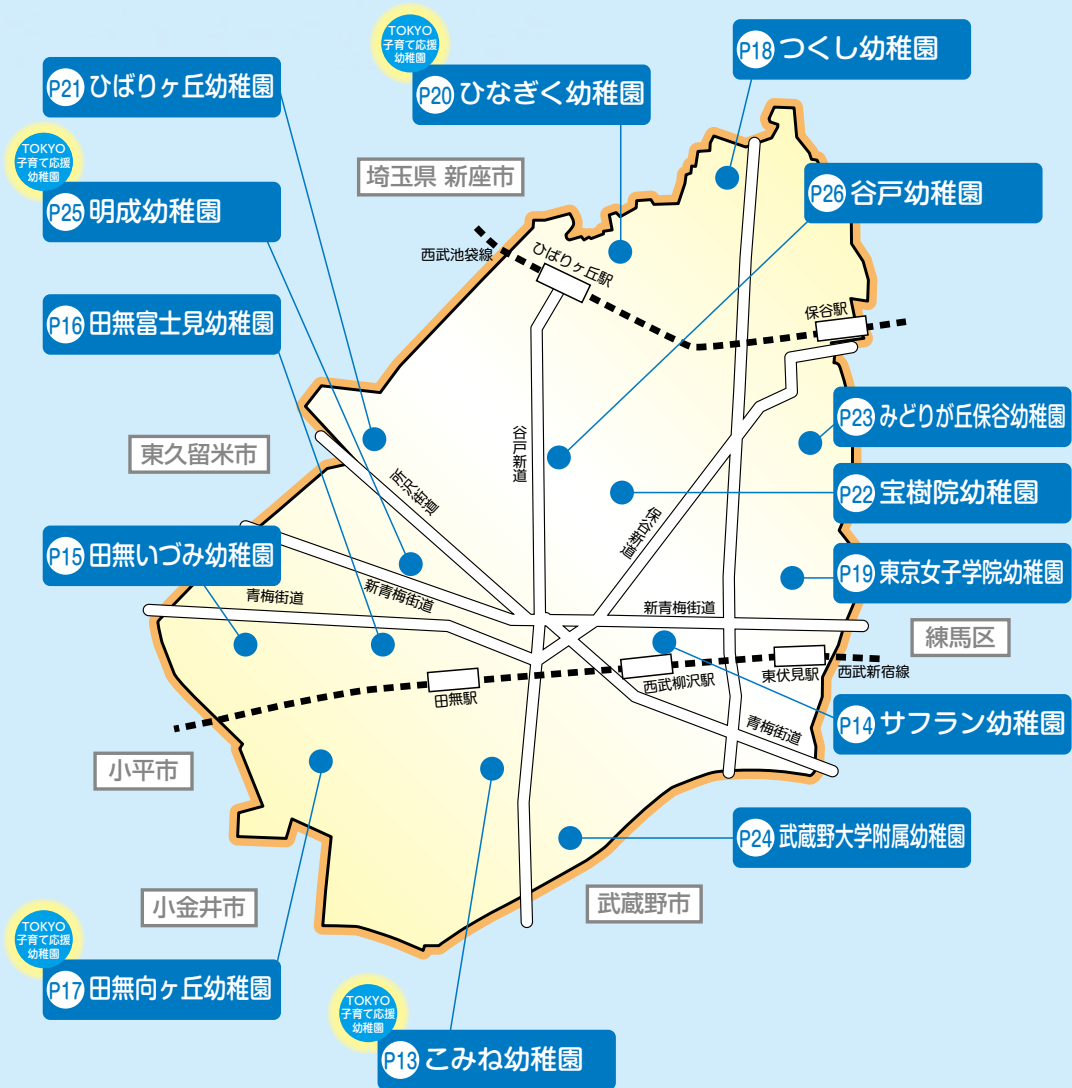 TOKYO
子育て応援
幼稚園
P18 つくし幼稚園
P21 ひばりヶ丘幼稚園
P20 ひなぎく幼稚園
TOKYO
子育て応援
幼稚園
埼玉県 新座市
P26 谷戸幼稚園
P25 明成幼稚園
西武池袋線
ひばりヶ丘駅
保谷駅
P16 田無富士見幼稚園
P23 みどりが丘保谷幼稚園
東久留米市
谷戸新道
所沢街道
P22 宝樹院幼稚園
保谷新道
P15 田無いづみ幼稚園
P19 東京女子学院幼稚園
新青梅街道
青梅街道
新青梅街道
練馬区
西武柳沢駅
東伏見駅
西武新宿線
田無駅
P14 サフラン幼稚園
青梅街道
小平市
P24 武蔵野大学附属幼稚園
小金井市
武蔵野市
TOKYO
子育て応援
幼稚園
P17 田無向ヶ丘幼稚園
TOKYO
子育て応援
幼稚園
P13 こみね幼稚園